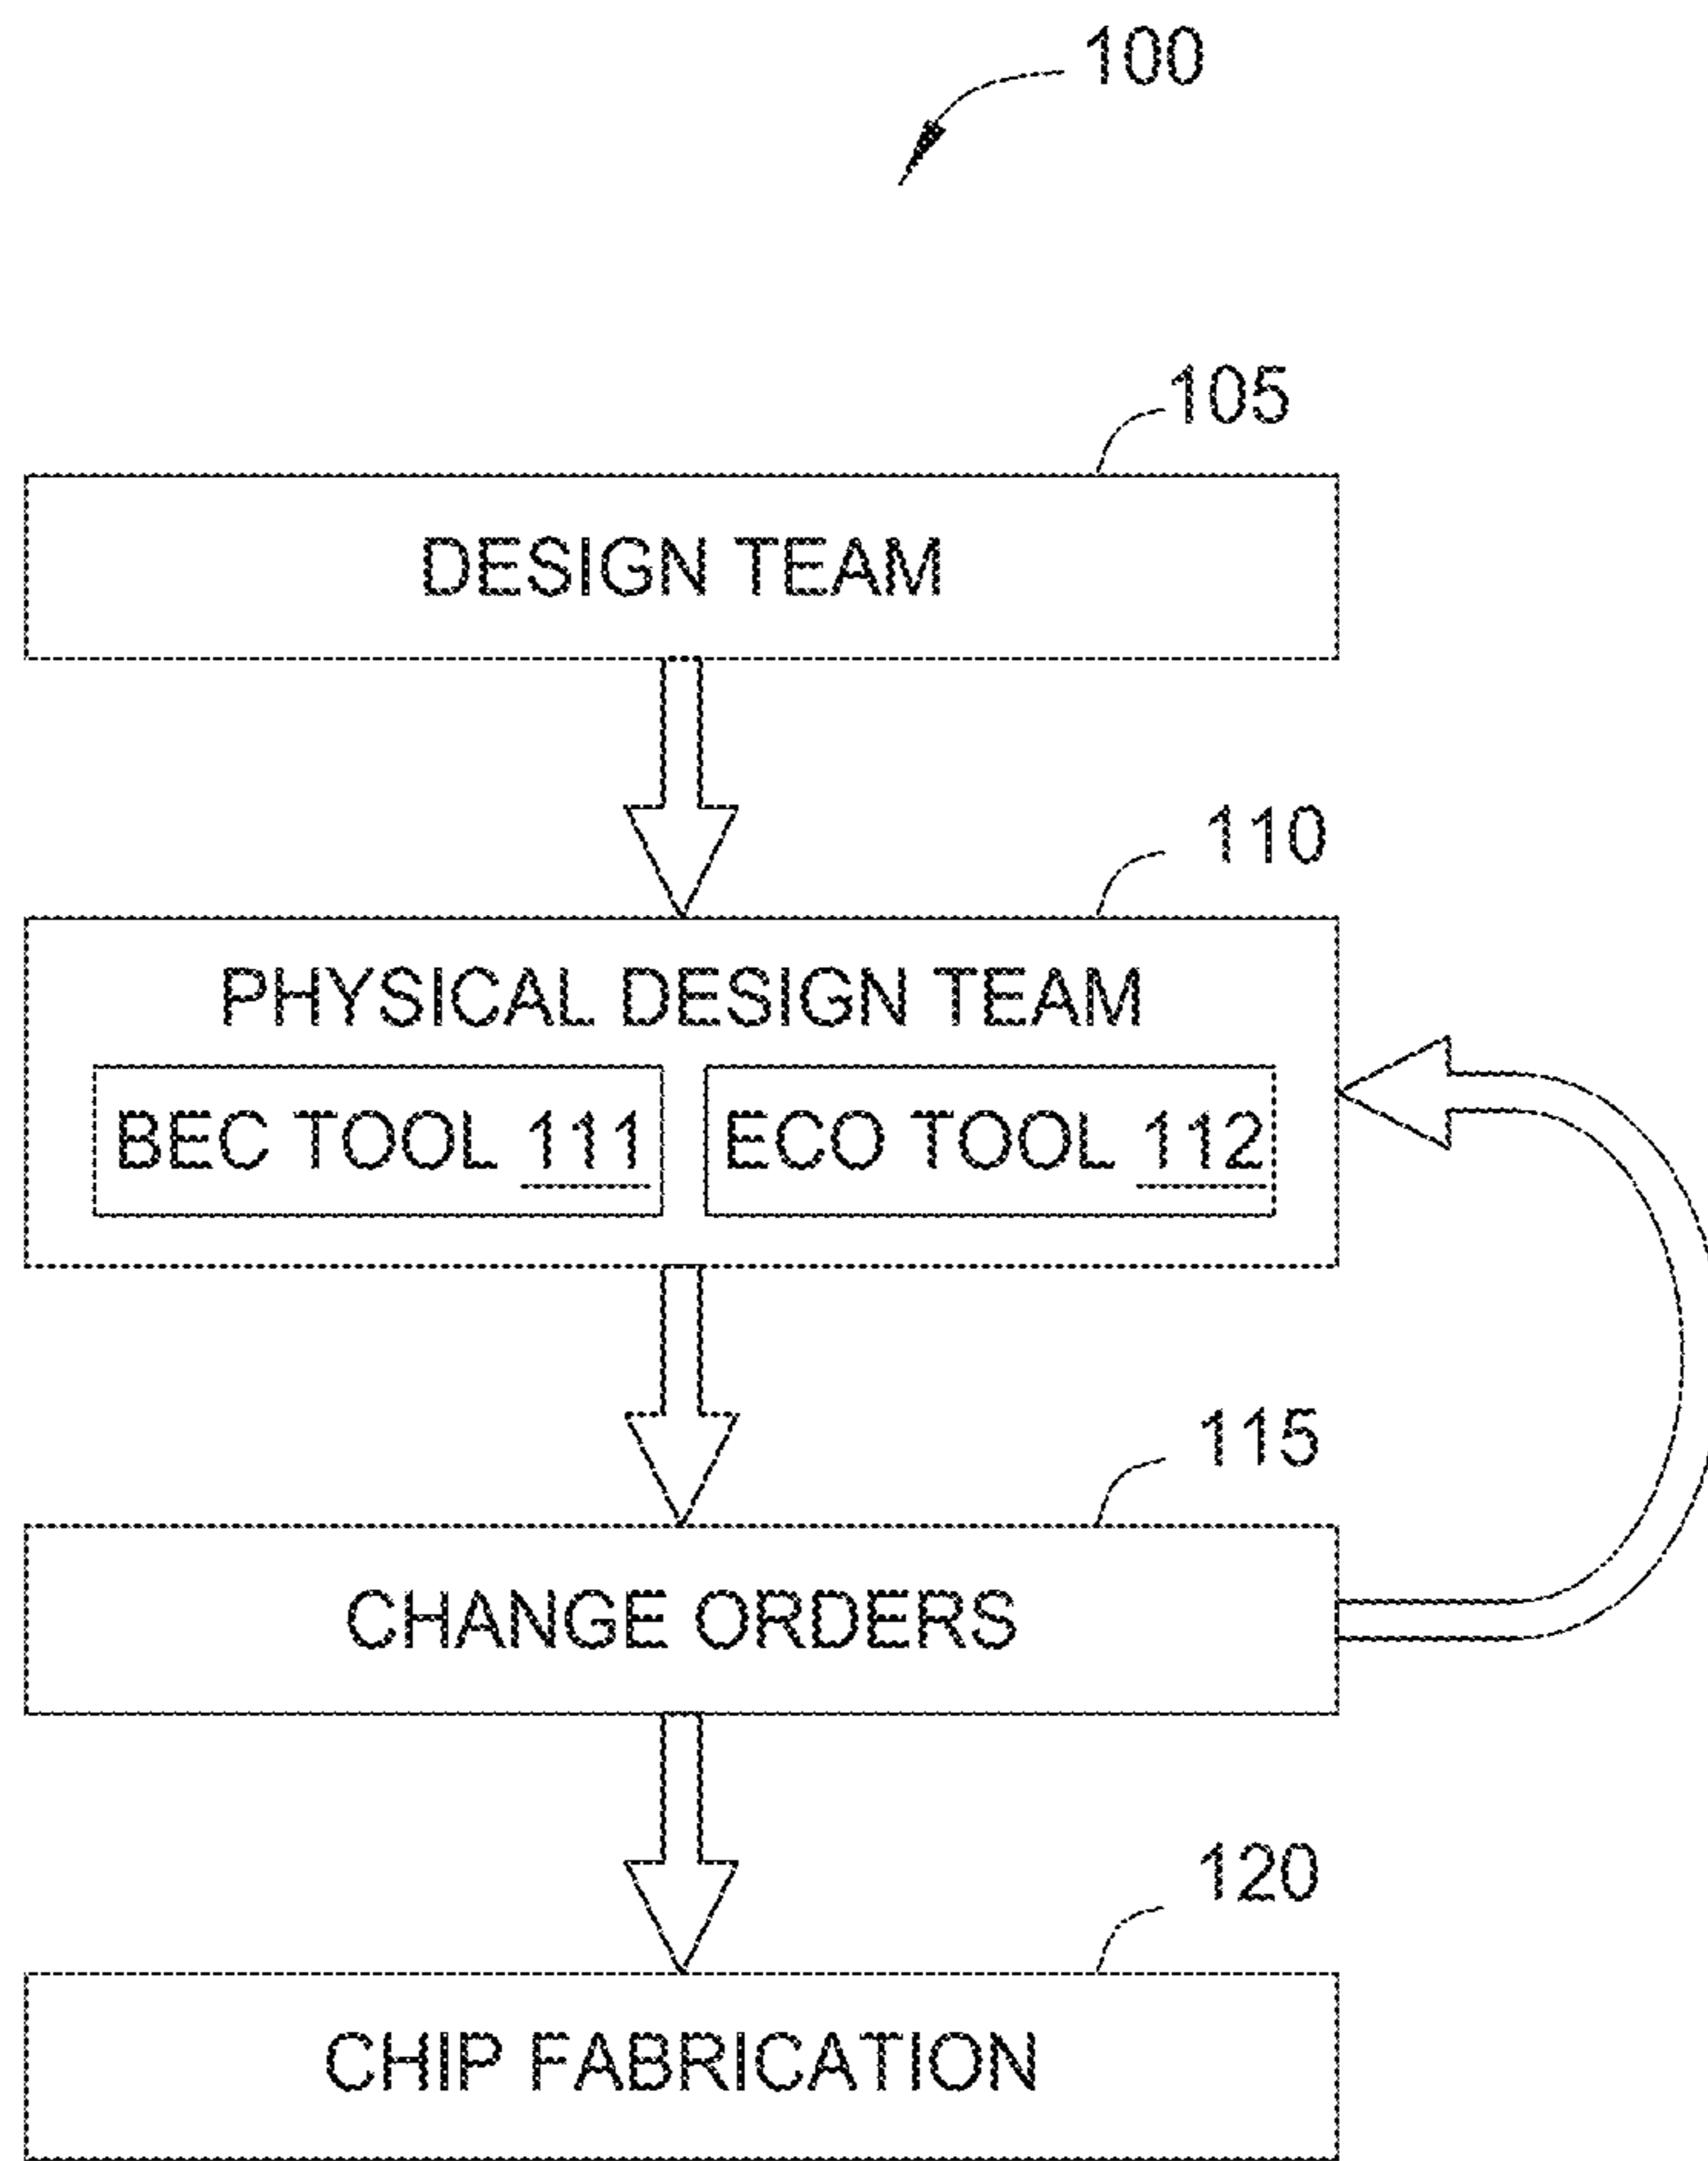 100
105
DESIGN TEAM
110
PHYSICAL DESIGN TEAM
BEC TOOL 111
ECO TOOL 112
115
CHANGE ORDERS
120
CHIP FABRICATION